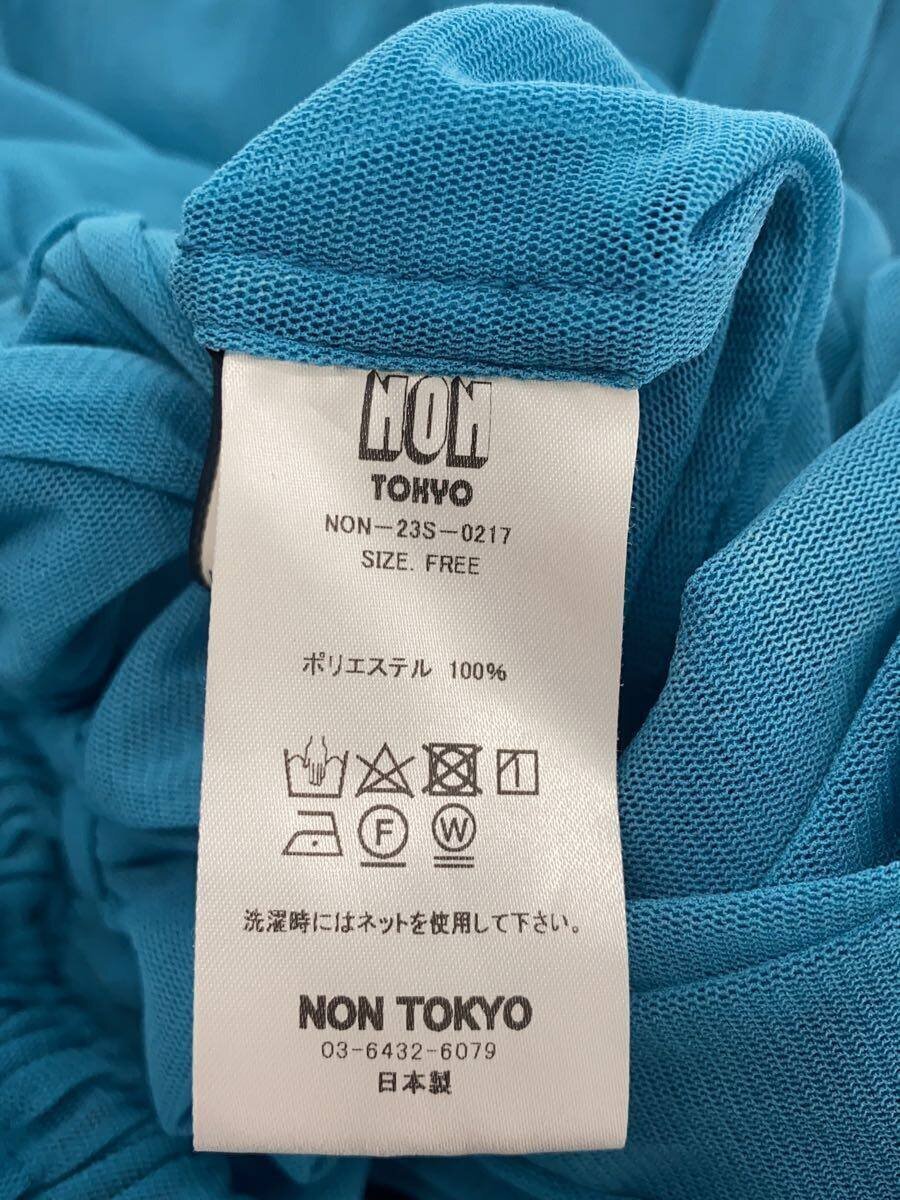 NON
TOKYO
NON-23S-0217
SIZE. FREE
ポリエステル 100%
F
W
洗濯時にはネットを使用して下さい。
NON TOKYO
03-6432-6079
日本製